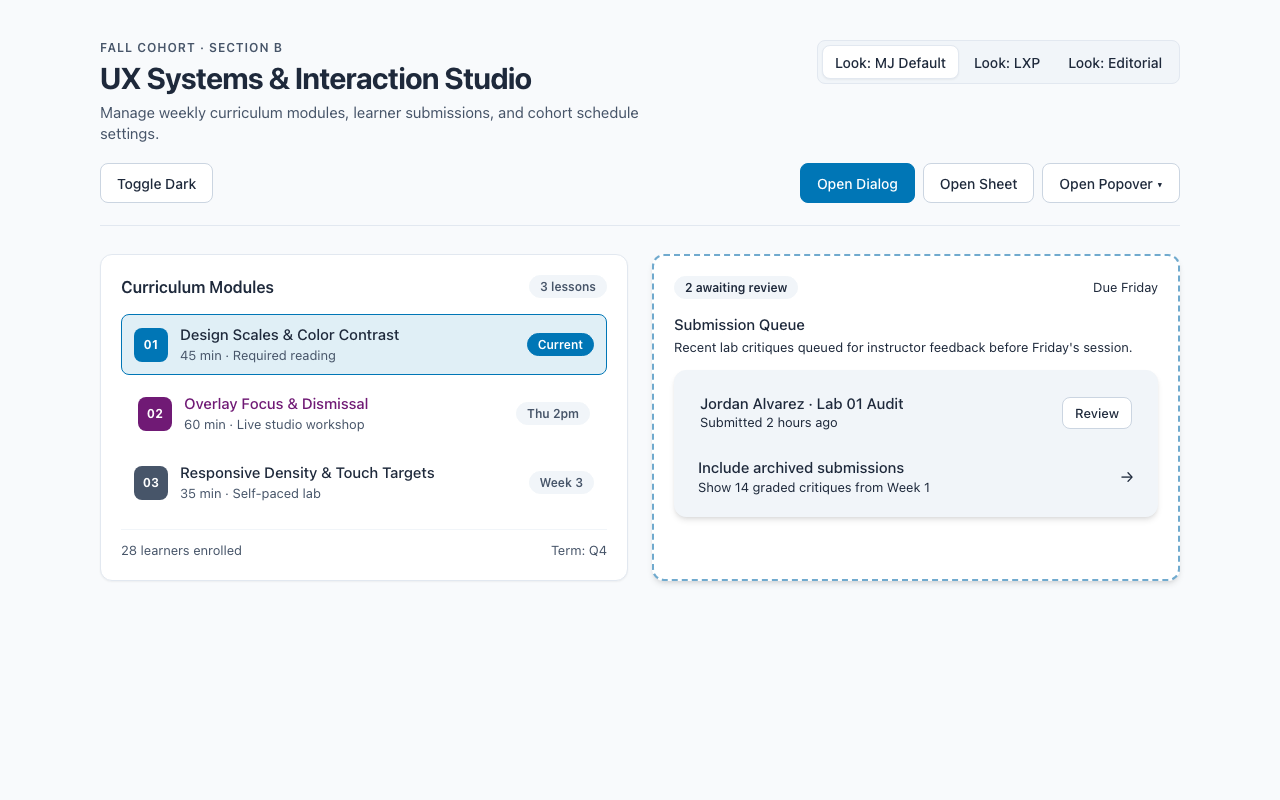 FALL COHORT · SECTION B
UX Systems & Interaction Studio
Manage weekly curriculum modules, learner submissions, and cohort schedule
settings.
Look: MJ Default
Look: LXP
Look: Editorial
Toggle Dark
Open Dialog
Open Sheet
Open Popover ▾
Curriculum Modules
3 lessons
01
Design Scales & Color Contrast
45 min · Required reading
Current
02
Overlay Focus & Dismissal
60 min · Live studio workshop
Thu 2pm
03
Responsive Density & Touch Targets
35 min · Self-paced lab
Week 3
28 learners enrolled
Term: Q4
2 awaiting review
Due Friday
Submission Queue
Recent lab critiques queued for instructor feedback before Friday's session.
Jordan Alvarez · Lab 01 Audit
Submitted 2 hours ago
Review
Include archived submissions
Show 14 graded critiques from Week 1
→